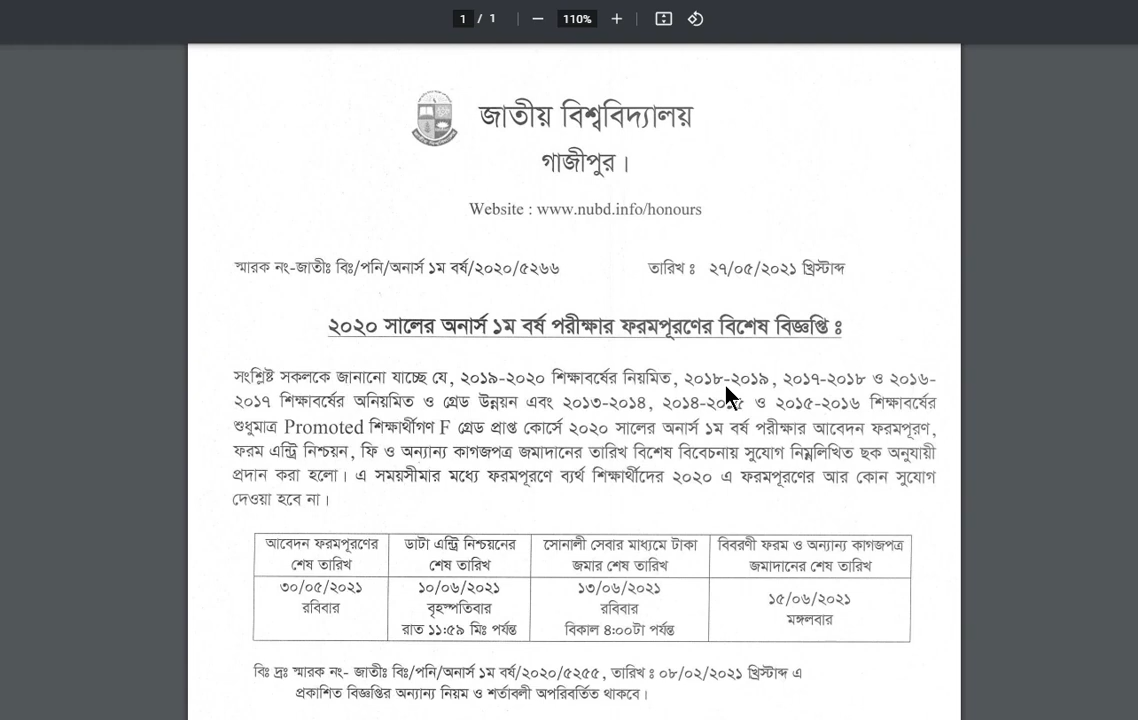 1 / 1 110%
জাতীয় বিশ্ববিদ্যালয়
গাজীপুর।
Website : www.nubd.info/honours
স্মারক নং-জাতীঃ বিঃ/পনি/অনার্স ১ম বর্ষ/২০২০/৫২৬৬ তারিখ ঃ ২৭/০৫/২০২১ খ্রিস্টাব্দ
২০২০ সালের অনার্স ১ম বর্ষ পরীক্ষার ফরমপূরণের বিশেষ বিজ্ঞপ্তি ঃ
সংশ্লিষ্ট সকলকে জানানো যাচ্ছে যে, ২০১৯-২০২০ শিক্ষাবর্ষের নিয়মিত, ২০১৮-২০১৯, ২০১৭-২০১৮ ও ২০১৬-
২০১৭ শিক্ষাবর্ষের অনিয়মিত ও গ্রেড উন্নয়ন এবং ২০১৩-২০১৪, ২০১৪-২০১৫ ও ২০১৫-২০১৬ শিক্ষাবর্ষের
শুধুমাত্র Promoted শিক্ষার্থীগণ F গ্রেড প্রাপ্ত কোর্সে ২০২০ সালের অনার্স ১ম বর্ষ পরীক্ষার আবেদন ফরমপূরণ,
ফরম এন্ট্রি নিশ্চয়ন, ফি ও অন্যান্য কাগজপত্র জমাদানের তারিখ বিশেষ বিবেচনায় সুযোগ নিম্নলিখিত ছক অনুযায়ী
প্রদান করা হলো। এ সময়সীমার মধ্যে ফরমপূরণে ব্যর্থ শিক্ষার্থীদের ২০২০ এ ফরমপূরণের আর কোন সুযোগ
দেওয়া হবে না।
আবেদন ফরমপূরণের শেষ তারিখ
ডাটা এন্ট্রি নিশ্চয়নের শেষ তারিখ
সোনালী সেবার মাধ্যমে টাকা জমার শেষ তারিখ
বিবরণী ফরম ও অন্যান্য কাগজপত্র জমাদানের শেষ তারিখ
৩০/০৫/২০২১
রবিবার
১০/০৬/২০২১
বৃহস্পতিবার
রাত ১১:৫৯ মিঃ পর্যন্ত
১৩/০৬/২০২১
রবিবার
বিকাল ৪:০০টা পর্যন্ত
১৫/০৬/২০২১
মঙ্গলবার
বিঃ দ্রঃ স্মারক নং- জাতীঃ বিঃ/পনি/অনার্স ১ম বর্ষ/২০২০/৫২৫৫, তারিখ ঃ ০৮/০২/২০২১ খ্রিস্টাব্দ এ
প্রকাশিত বিজ্ঞপ্তির অন্যান্য নিয়ম ও শর্তাবলী অপরিবর্তিত থাকবে।